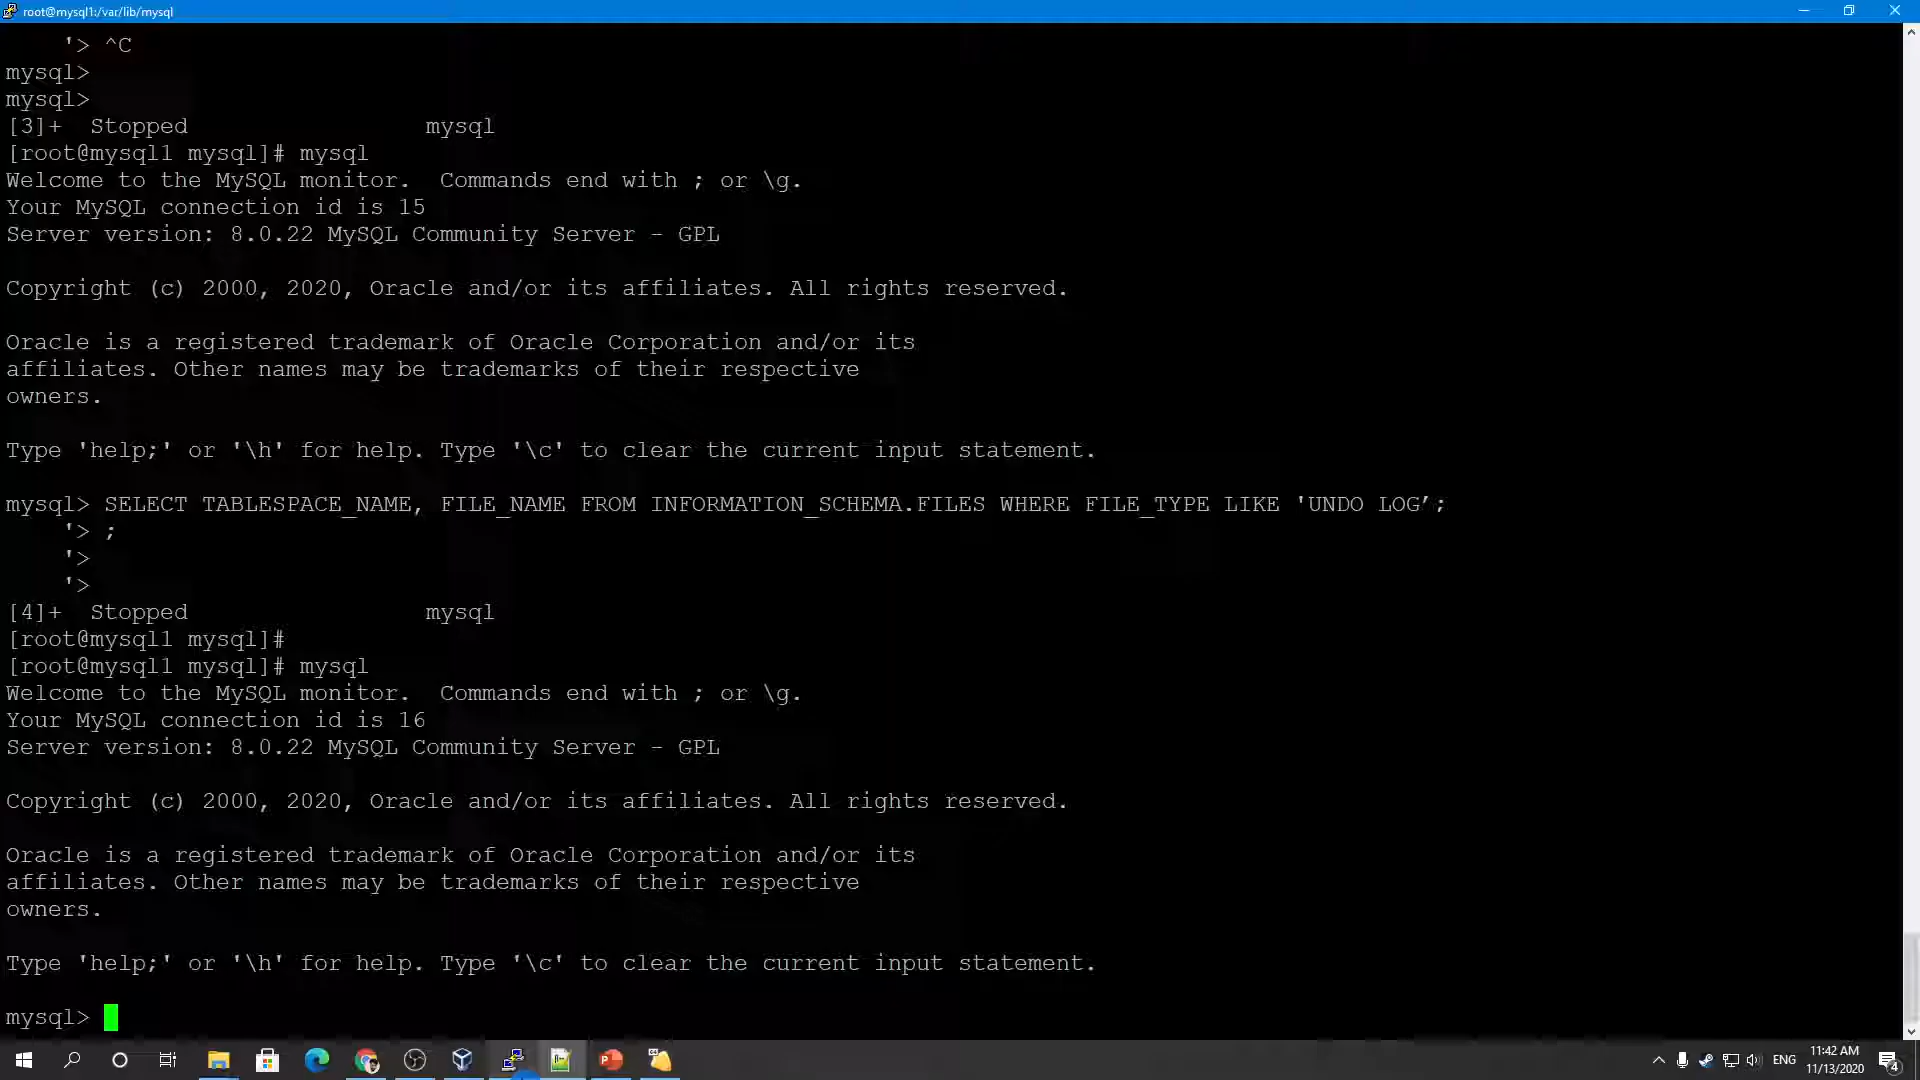 root@mysql1:/var/lib/mysql
'> ^C
mysql>
mysql>
[3]+  Stopped                 mysql
[root@mysql1 mysql]# mysql
Welcome to the MySQL monitor.  Commands end with ; or \g.
Your MySQL connection id is 15
Server version: 8.0.22 MySQL Community Server - GPL
Copyright (c) 2000, 2020, Oracle and/or its affiliates. All rights reserved.
Oracle is a registered trademark of Oracle Corporation and/or its
affiliates. Other names may be trademarks of their respective
owners.
Type 'help;' or '\h' for help. Type '\c' to clear the current input statement.
mysql> SELECT TABLESPACE_NAME, FILE_NAME FROM INFORMATION_SCHEMA.FILES WHERE FILE_TYPE LIKE 'UNDO LOG’;
'> ;
'>
'>
[4]+  Stopped                 mysql
[root@mysql1 mysql]#
[root@mysql1 mysql]# mysql
Welcome to the MySQL monitor.  Commands end with ; or \g.
Your MySQL connection id is 16
Server version: 8.0.22 MySQL Community Server - GPL
Copyright (c) 2000, 2020, Oracle and/or its affiliates. All rights reserved.
Oracle is a registered trademark of Oracle Corporation and/or its
affiliates. Other names may be trademarks of their respective
owners.
Type 'help;' or '\h' for help. Type '\c' to clear the current input statement.
mysql>
ENG
11:42 AM
11/13/2020
4